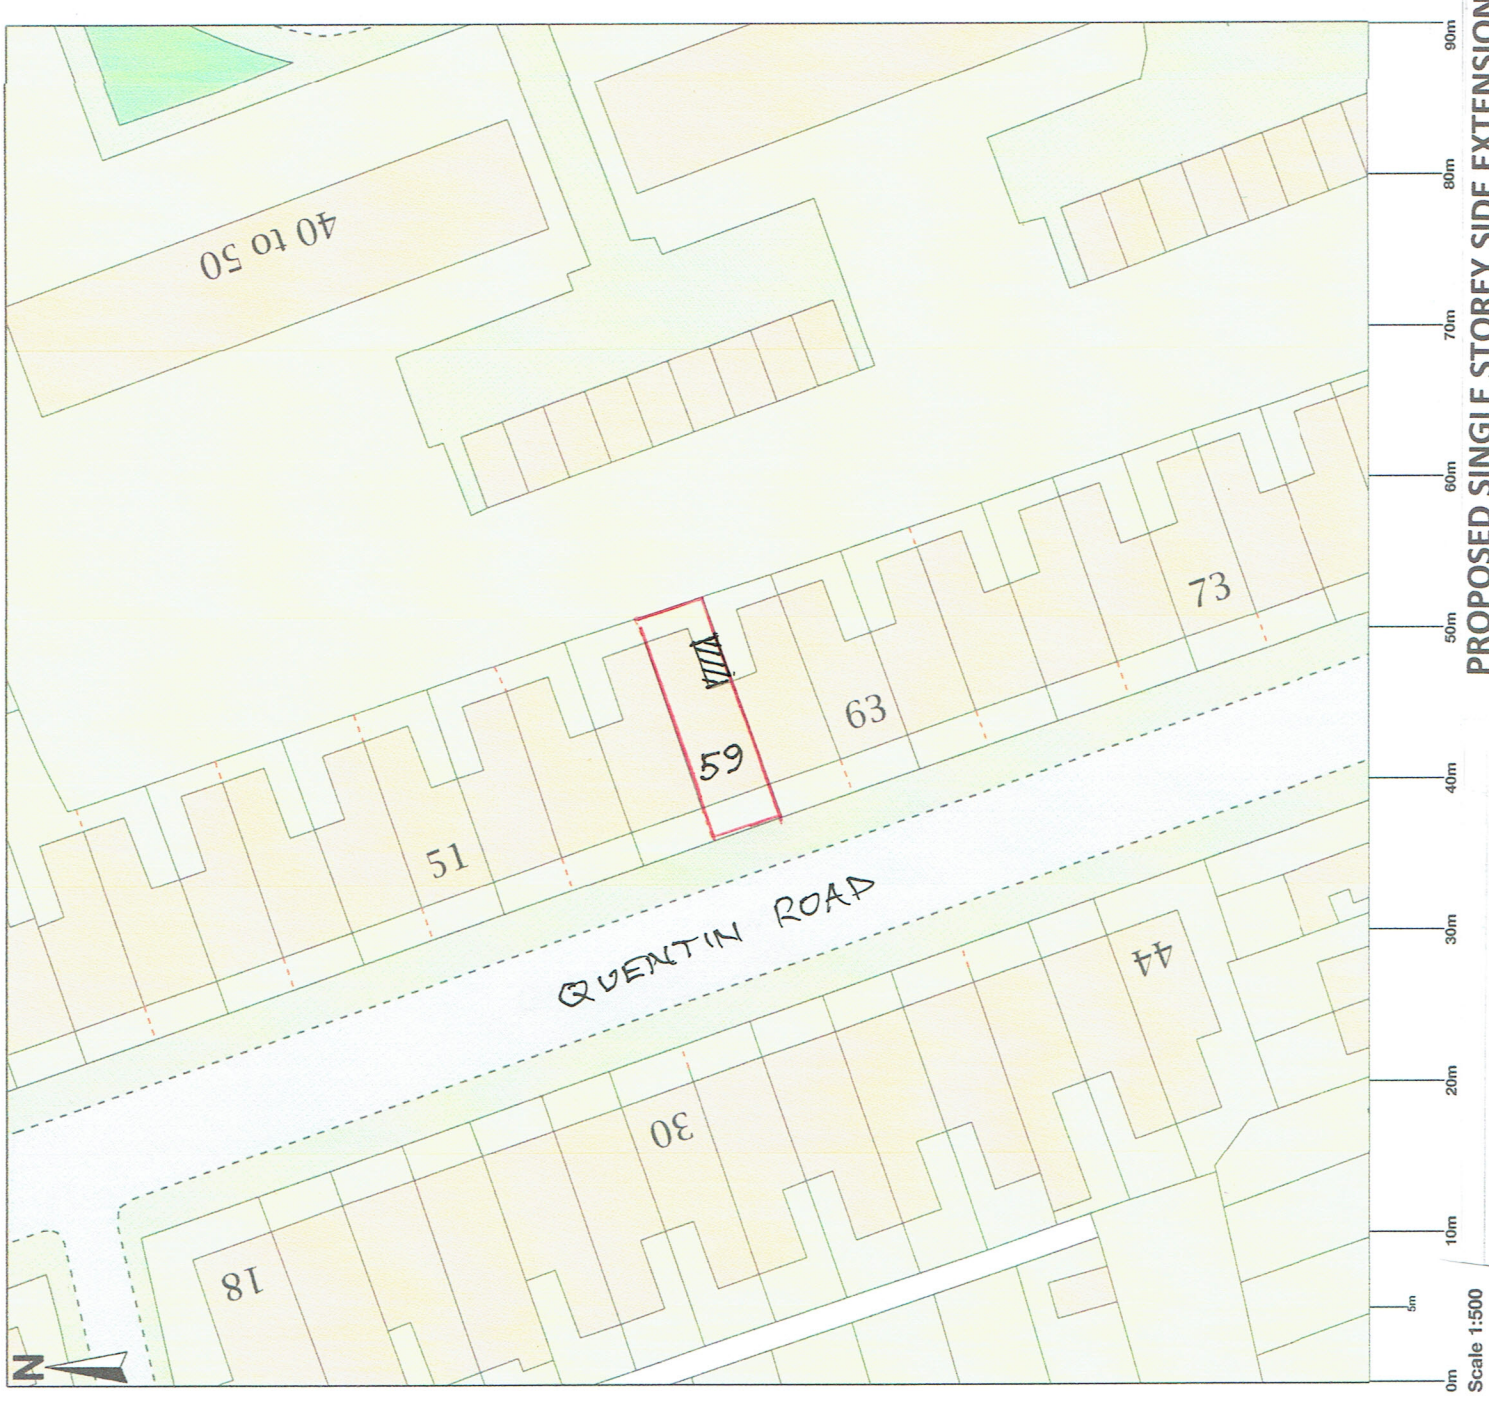 40 to 50
73
63
59
51
QUENTIN ROAD
44
30
18
N
90m
80m
70m
60m
50m
40m
30m
20m
10m
5m
0m
Scale 1:500
PROPOSED SINGLE STOREY SIDE EXTENSION